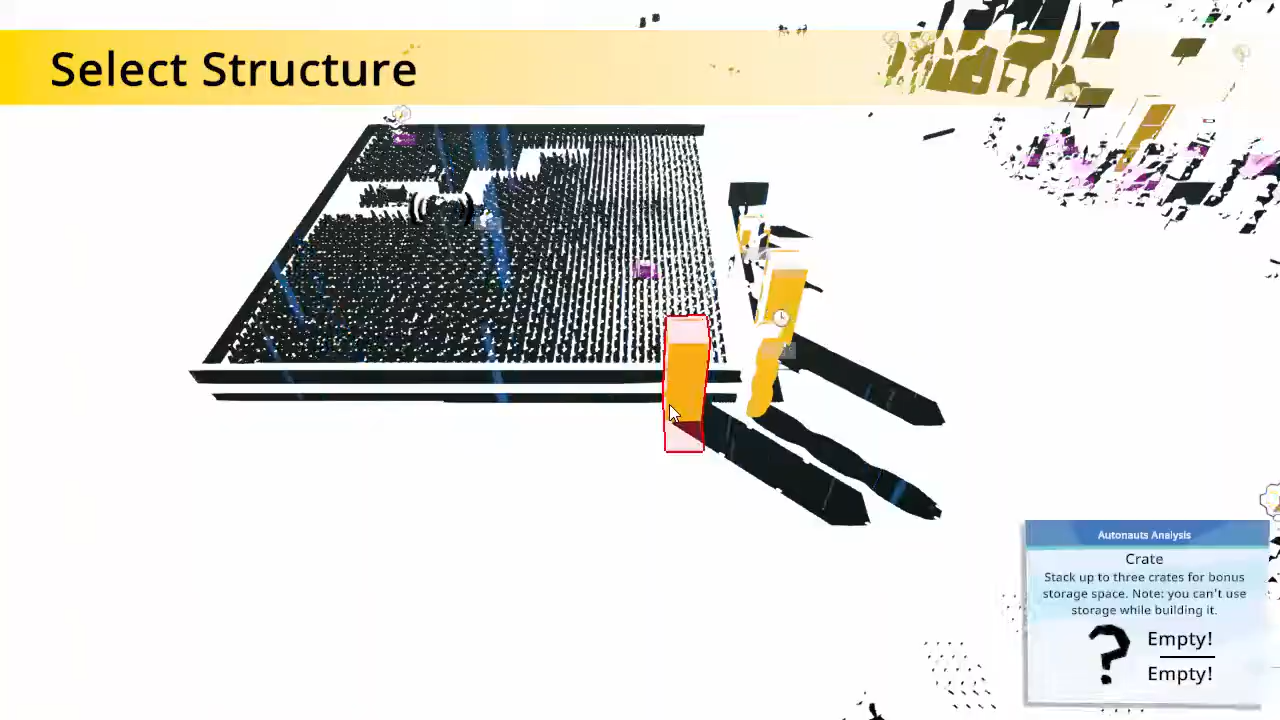 Select Structure
Autonauts Analysis
Crate
Stack up to three crates for bonus
storage space. Note: you can't use
storage while building it.
?
Empty!
Empty!